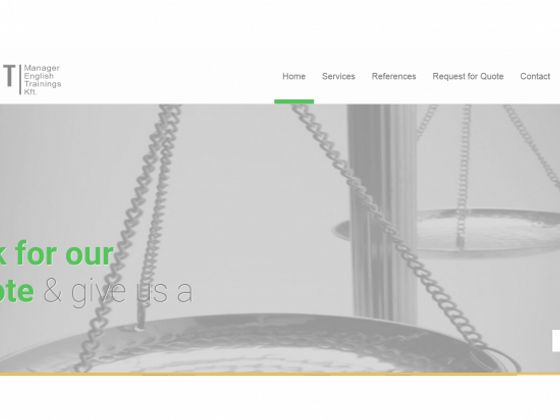 T
Manager
English
Trainings
Kft.
Home Services References Request for Quote Contact
k for our
ote & give us a